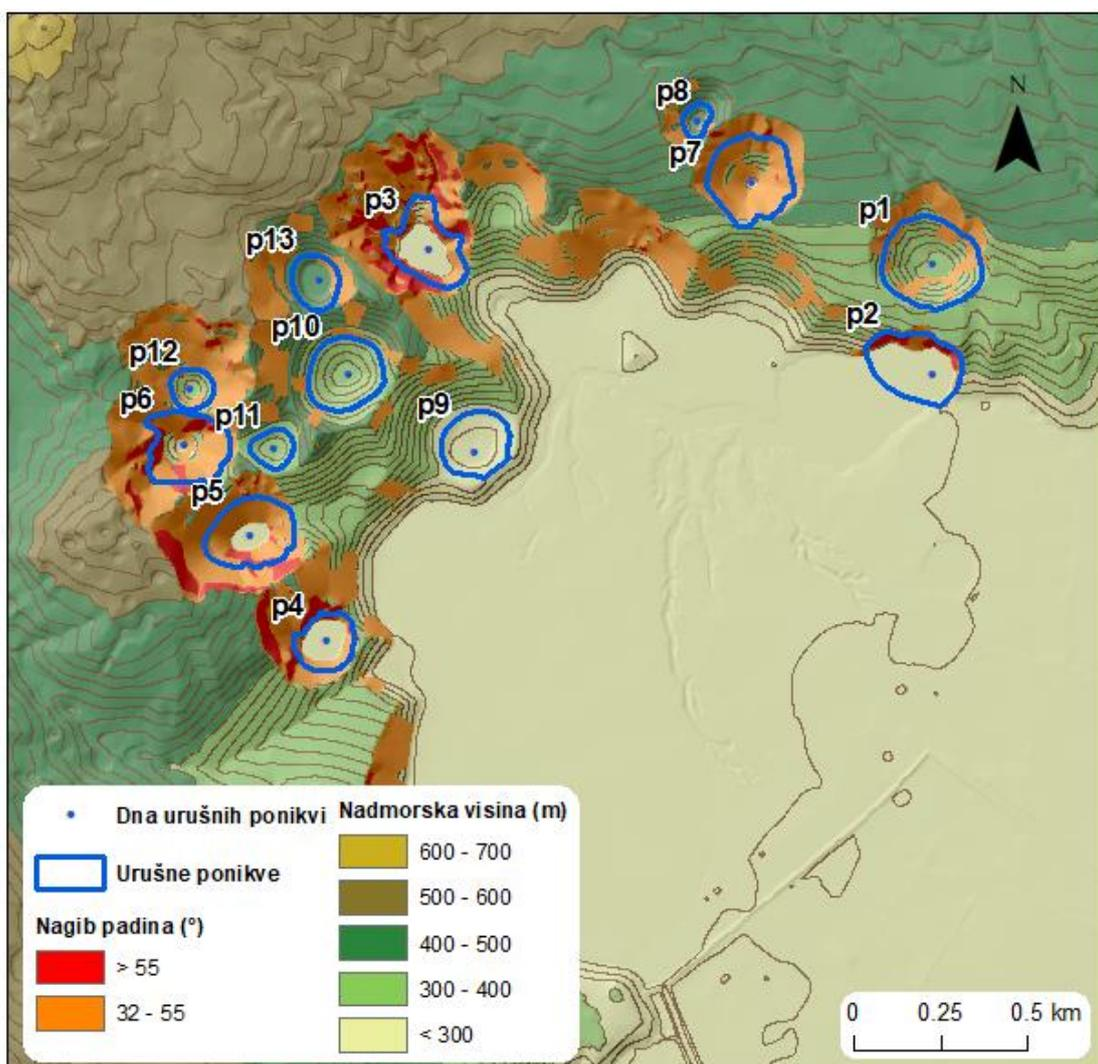 N
p8
p7
p3
p1
p13
p10
p2
p12
p6
p11
p9
p5
p4
Dna urušnih ponikvi
Urušne ponikve
Nagib padina (°)
> 55
32 - 55
Nadmorska visina (m)
600 - 700
500 - 600
400 - 500
300 - 400
< 300
0 0.25 0.5 km